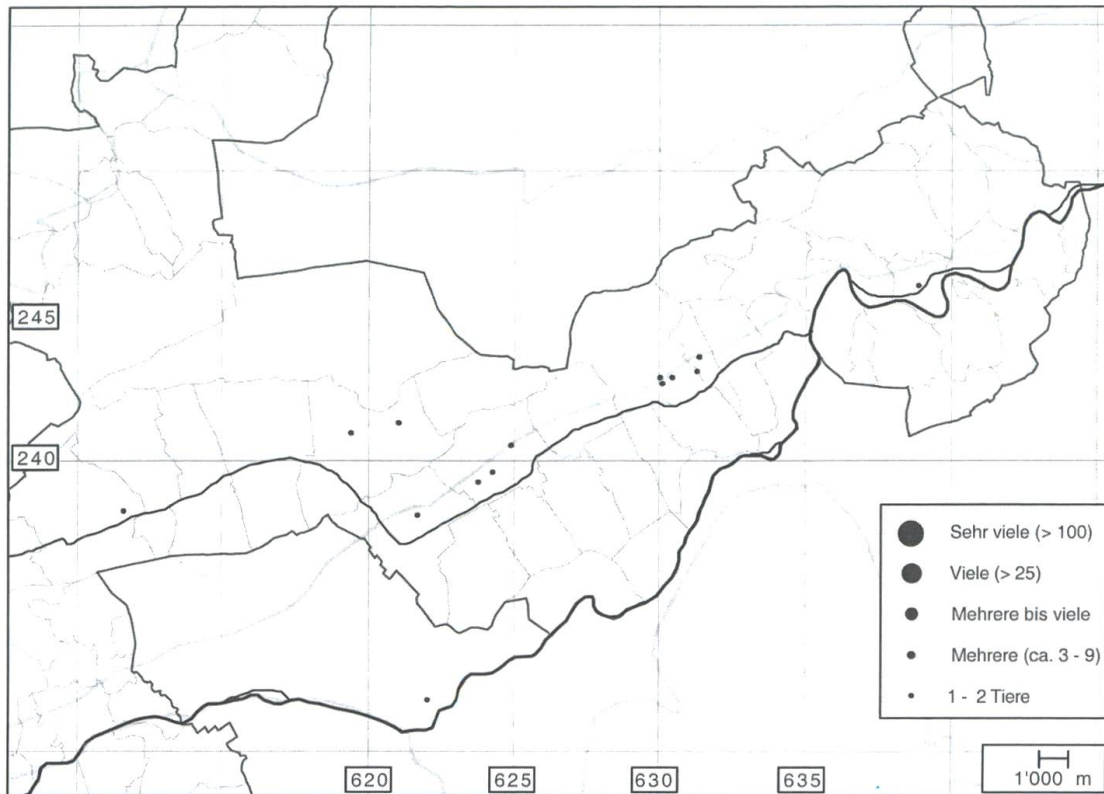 245
240
Sehr viele (> 100)
Viele (> 25)
Mehrere bis viele
Mehrere (ca. 3 - 9)
1 - 2 Tiere
620 625 630 635
1'000 m